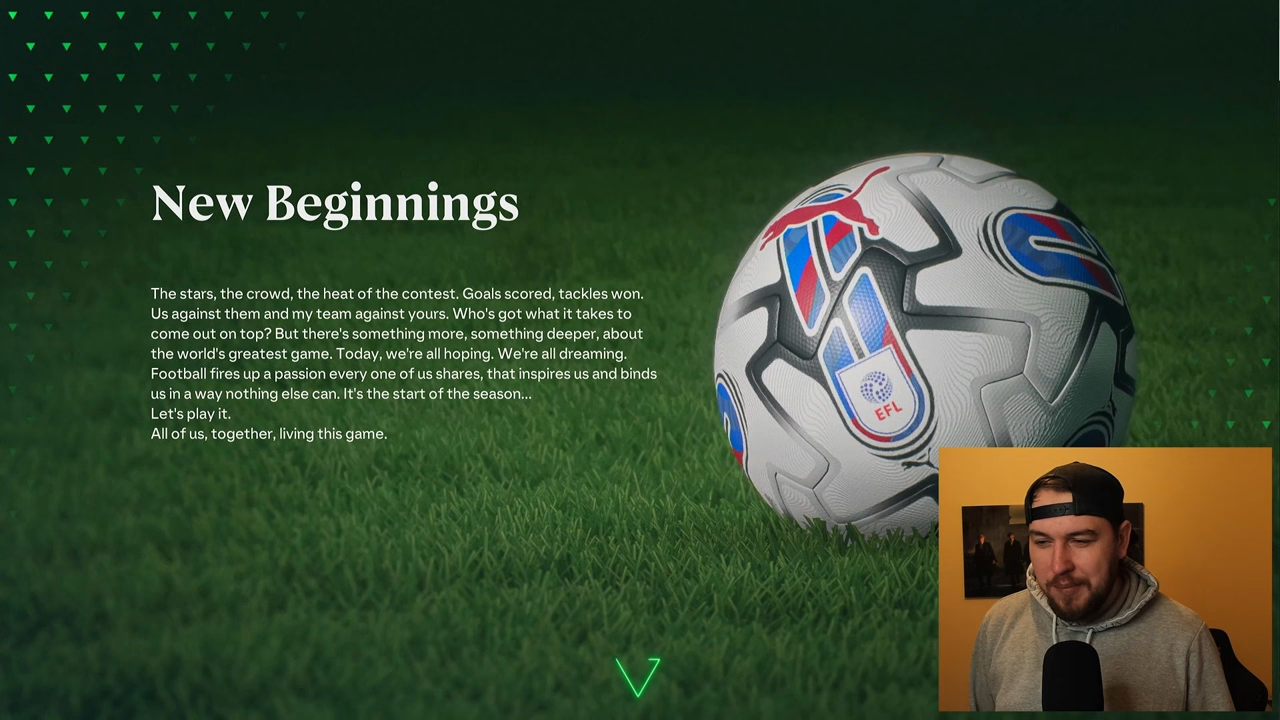 New Beginnings
The stars, the crowd, the heat of the contest. Goals scored, tackles won.
Us against them and my team against yours. Who's got what it takes to
come out on top? But there's something more, something deeper, about
the world's greatest game. Today, we're all hoping. We're all dreaming.
Football fires up a passion every one of us shares, that inspires us and binds
us in a way nothing else can. It's the start of the season...
Let's play it.
All of us, together, living this game.
EFL